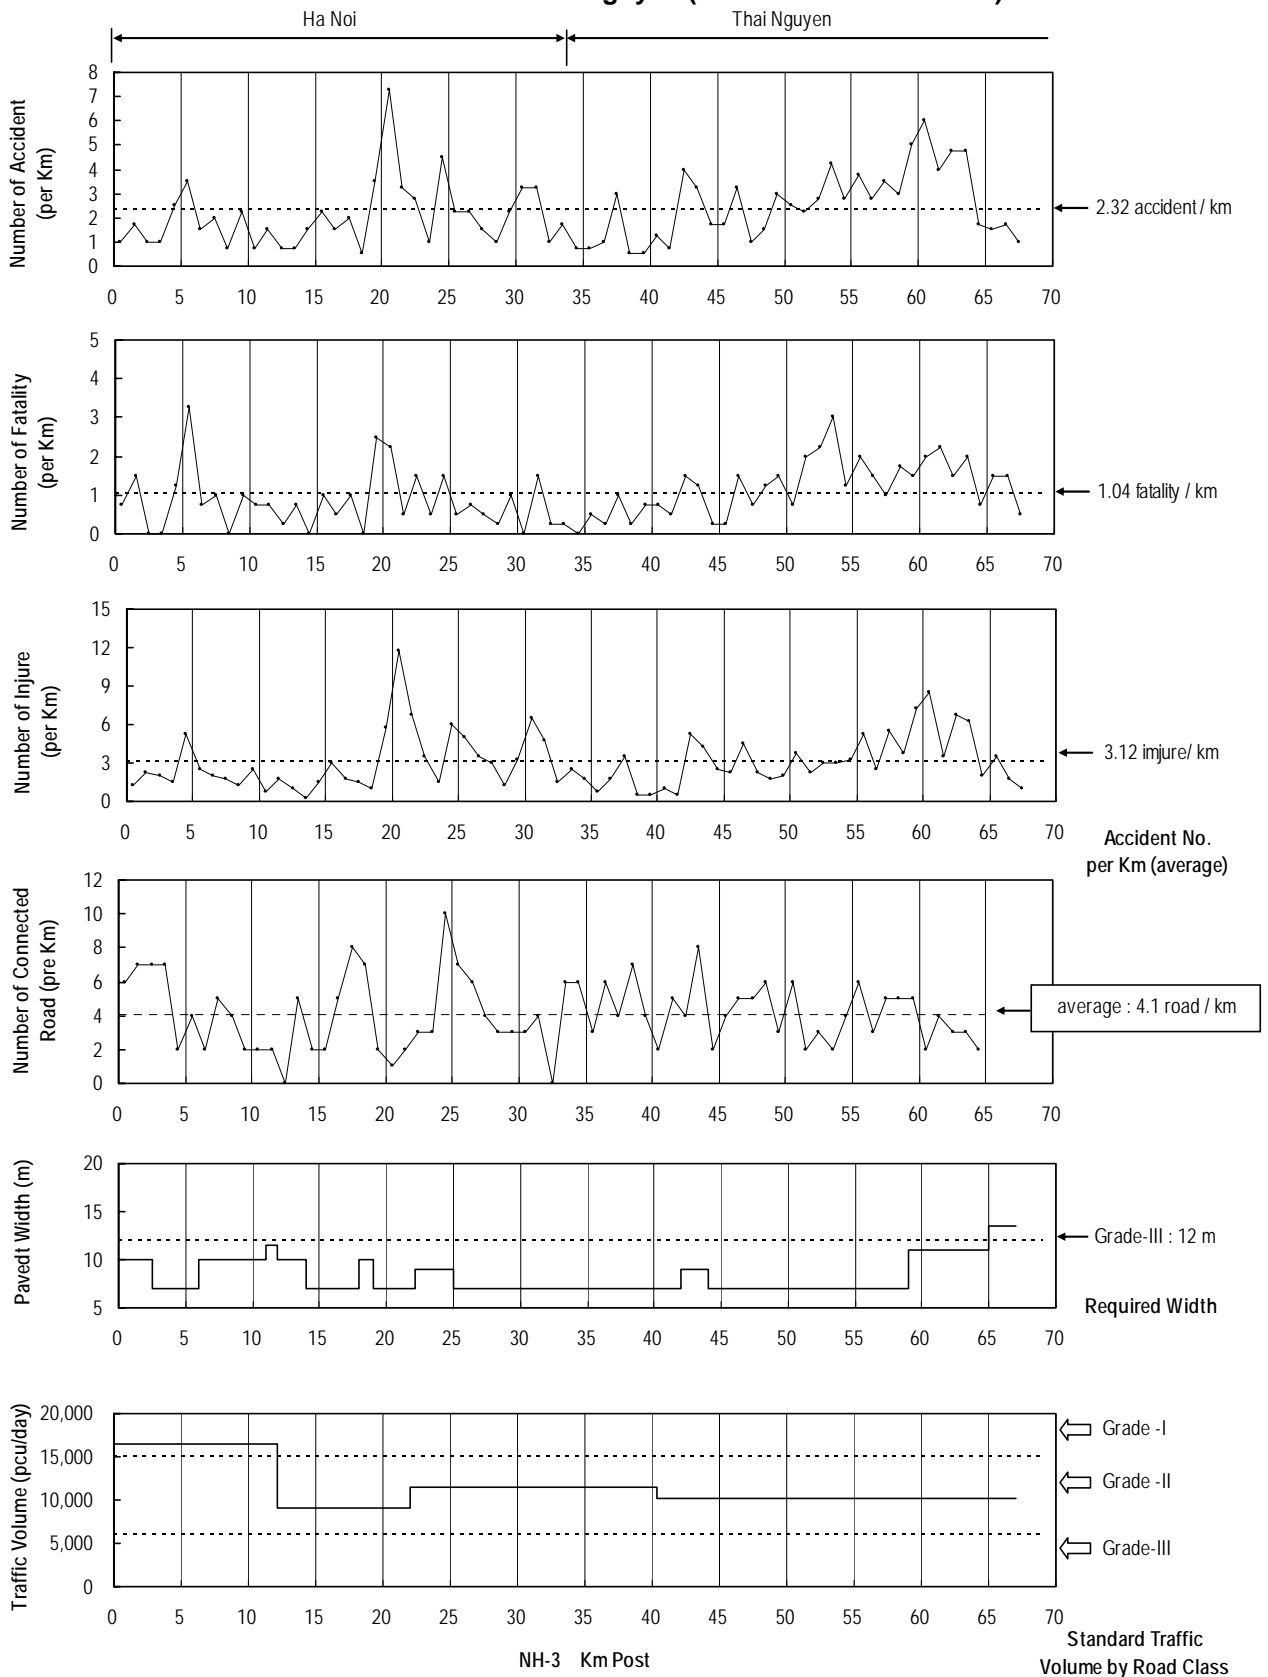 Ha Noi Thai Nguyen
Number of Accident
(per Km)
8
7
6
5
4
3
2
1
0
0 5 10 15 20 25 30 35 40 45 50 55 60 65 70
2.32 accident / km
Number of Fatality
(per Km)
5
4
3
2
1
0
0 5 10 15 20 25 30 35 40 45 50 55 60 65 70
1.04 fatality / km
Number of Injure
(per Km)
15
12
9
6
3
0
0 5 10 15 20 25 30 35 40 45 50 55 60 65 70
3.12 imjure/ km
Accident No.
per Km (average)
Number of Connected
Road (pre Km)
12
10
8
6
4
2
0
0 5 10 15 20 25 30 35 40 45 50 55 60 65 70
average : 4.1 road / km
Pavedt Width (m)
20
15
10
5
0 5 10 15 20 25 30 35 40 45 50 55 60 65 70
Grade-III : 12 m
Required Width
Traffic Volume (pcu/day)
20,000
15,000
10,000
5,000
0
0 5 10 15 20 25 30 35 40 45 50 55 60 65 70
Grade -I
Grade -II
Grade-III
NH-3 Km Post
Standard Traffic
Volume by Road Class